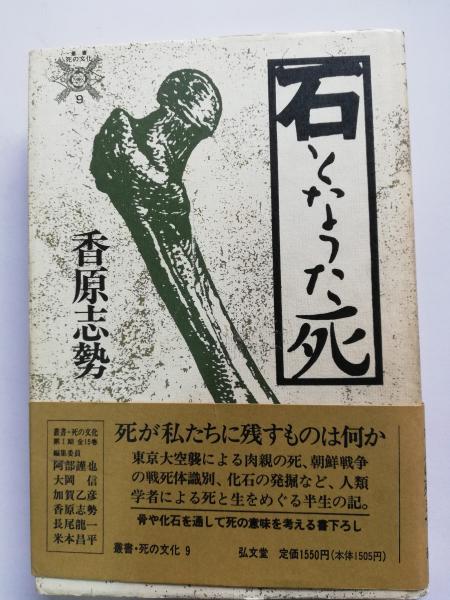 叢書
死の文化
9
石となった死
香原志勢
叢書・死の文化
第Ⅰ期 全15巻
編集委員
阿部謹也
大岡 信
加賀乙彦
香原志勢
長尾龍一
米本昌平
死が私たちに残すものは何か
東京大空襲による肉親の死、朝鮮戦争
の戦死体識別、化石の発掘など、人類
学者による死と生をめぐる半生の記。
骨や化石を通して死の意味を考える書下ろし
叢書・死の文化 9 弘文堂 定価1550円(本体1505円)